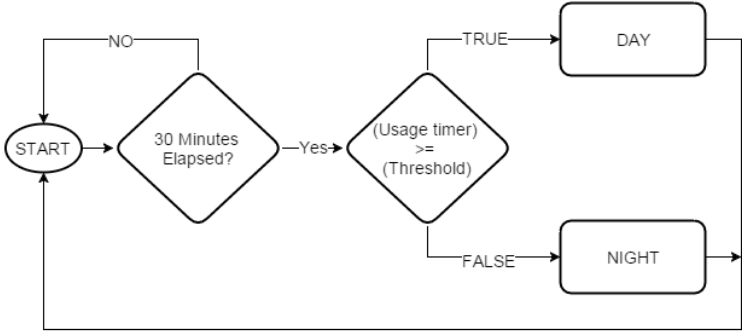 NO
START
30 Minutes
Elapsed?
Yes
(Usage timer)
>=
(Threshold)
TRUE
DAY
FALSE
NIGHT